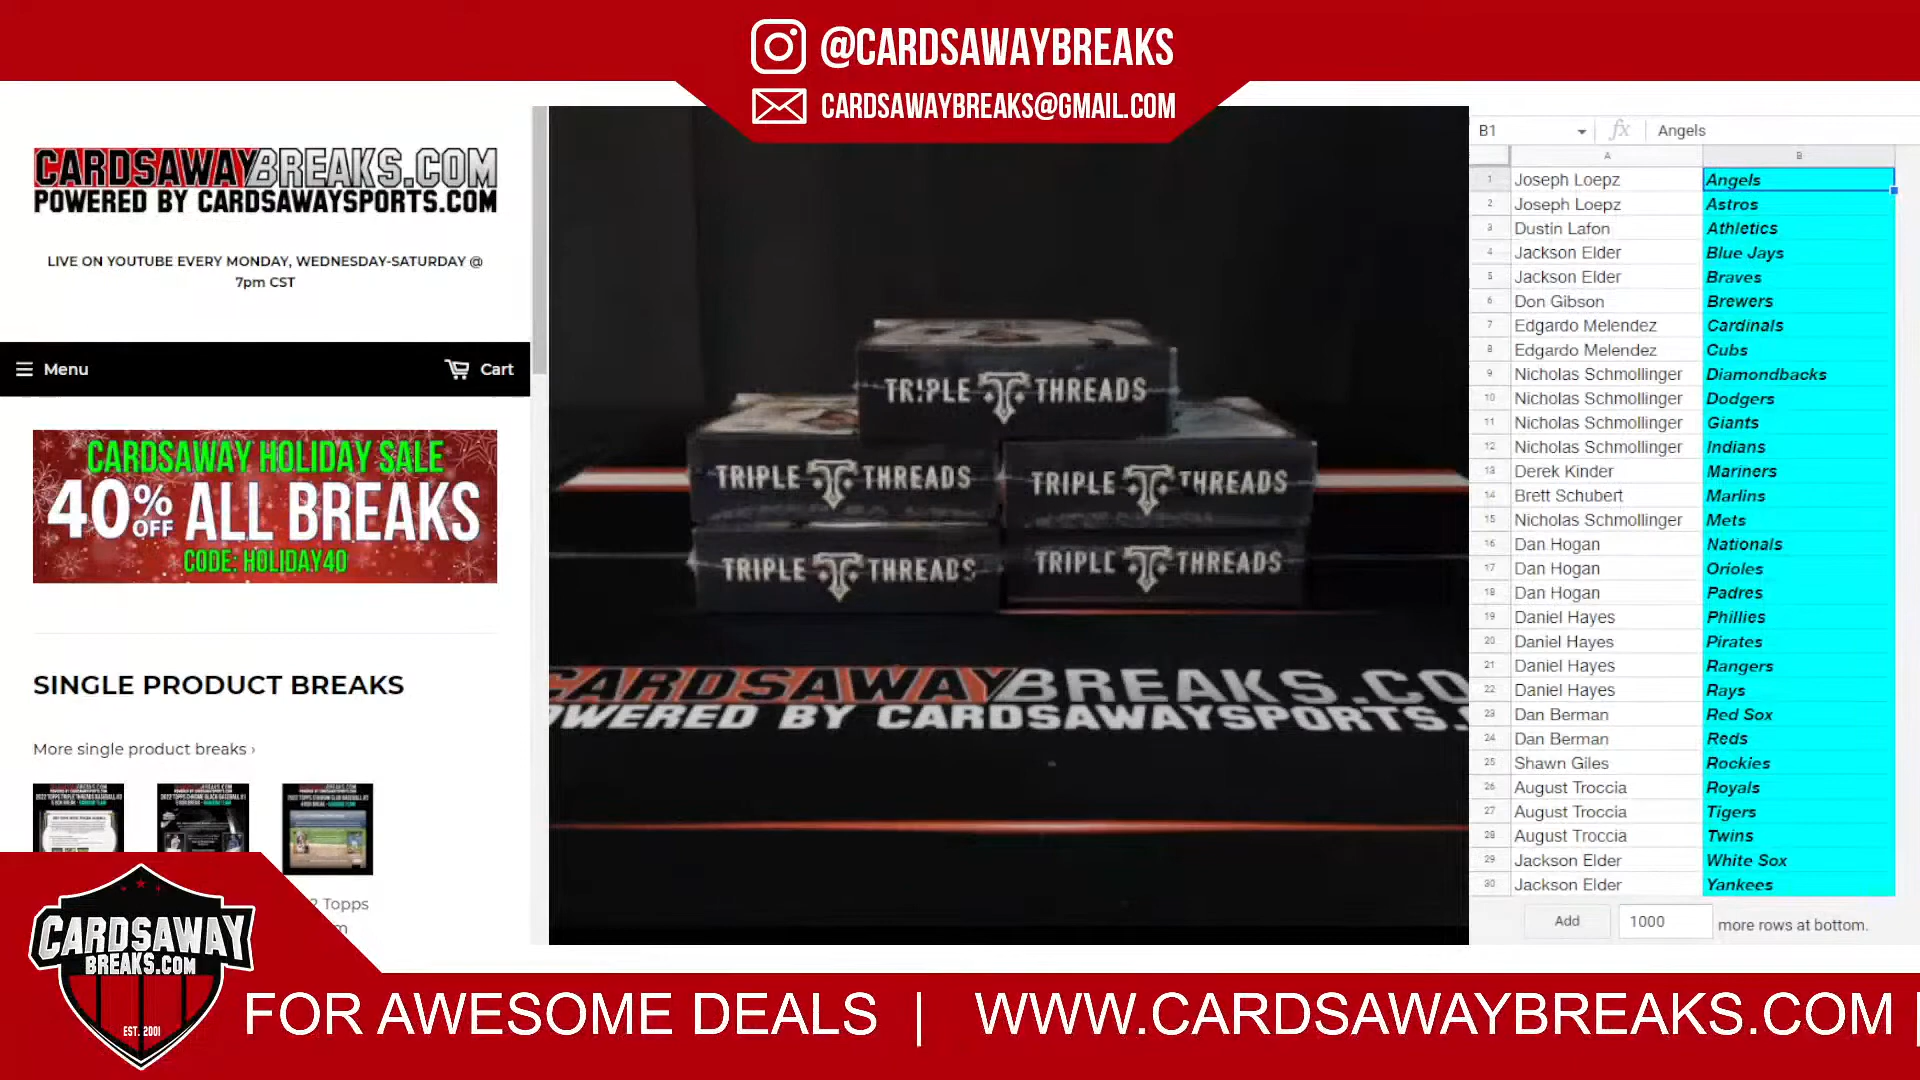 @CARDSAWAYBREAKS
CARDSAWAYBREAKS@GMAIL.COM
CARDSAWAYBREAKS.COM
POWERED BY CARDSAWAYSPORTS.COM
LIVE ON YOUTUBE EVERY MONDAY, WEDNESDAY-SATURDAY @
7pm CST
Menu
Cart
CARDSAWAY HOLIDAY SALE
40% OFF ALL BREAKS
CODE: HOLIDAY40
SINGLE PRODUCT BREAKS
More single product breaks ›
2 Topps
m
TRIPLE THREADS
TRIPLE THREADS
TRIPLE THREADS
TRIPLE THREADS
TRIPLE THREADS
CARDSAWAYBREAKS.CO
OWERED BY CARDSAWAYSPORTS.
B1 fx Angels
A B
1 Joseph Loepz Angels
2 Joseph Loepz Astros
3 Dustin Lafon Athletics
4 Jackson Elder Blue Jays
5 Jackson Elder Braves
6 Don Gibson Brewers
7 Edgardo Melendez Cardinals
8 Edgardo Melendez Cubs
9 Nicholas Schmollinger Diamondbacks
10 Nicholas Schmollinger Dodgers
11 Nicholas Schmollinger Giants
12 Nicholas Schmollinger Indians
13 Derek Kinder Mariners
14 Brett Schubert Marlins
15 Nicholas Schmollinger Mets
16 Dan Hogan Nationals
17 Dan Hogan Orioles
18 Dan Hogan Padres
19 Daniel Hayes Phillies
20 Daniel Hayes Pirates
21 Daniel Hayes Rangers
22 Daniel Hayes Rays
23 Dan Berman Red Sox
24 Dan Berman Reds
25 Shawn Giles Rockies
26 August Troccia Royals
27 August Troccia Tigers
28 August Troccia Twins
29 Jackson Elder White Sox
30 Jackson Elder Yankees
Add 1000 more rows at bottom.
CARDSAWAY
BREAKS.COM
EST. 2001
FOR AWESOME DEALS | WWW.CARDSAWAYBREAKS.COM |